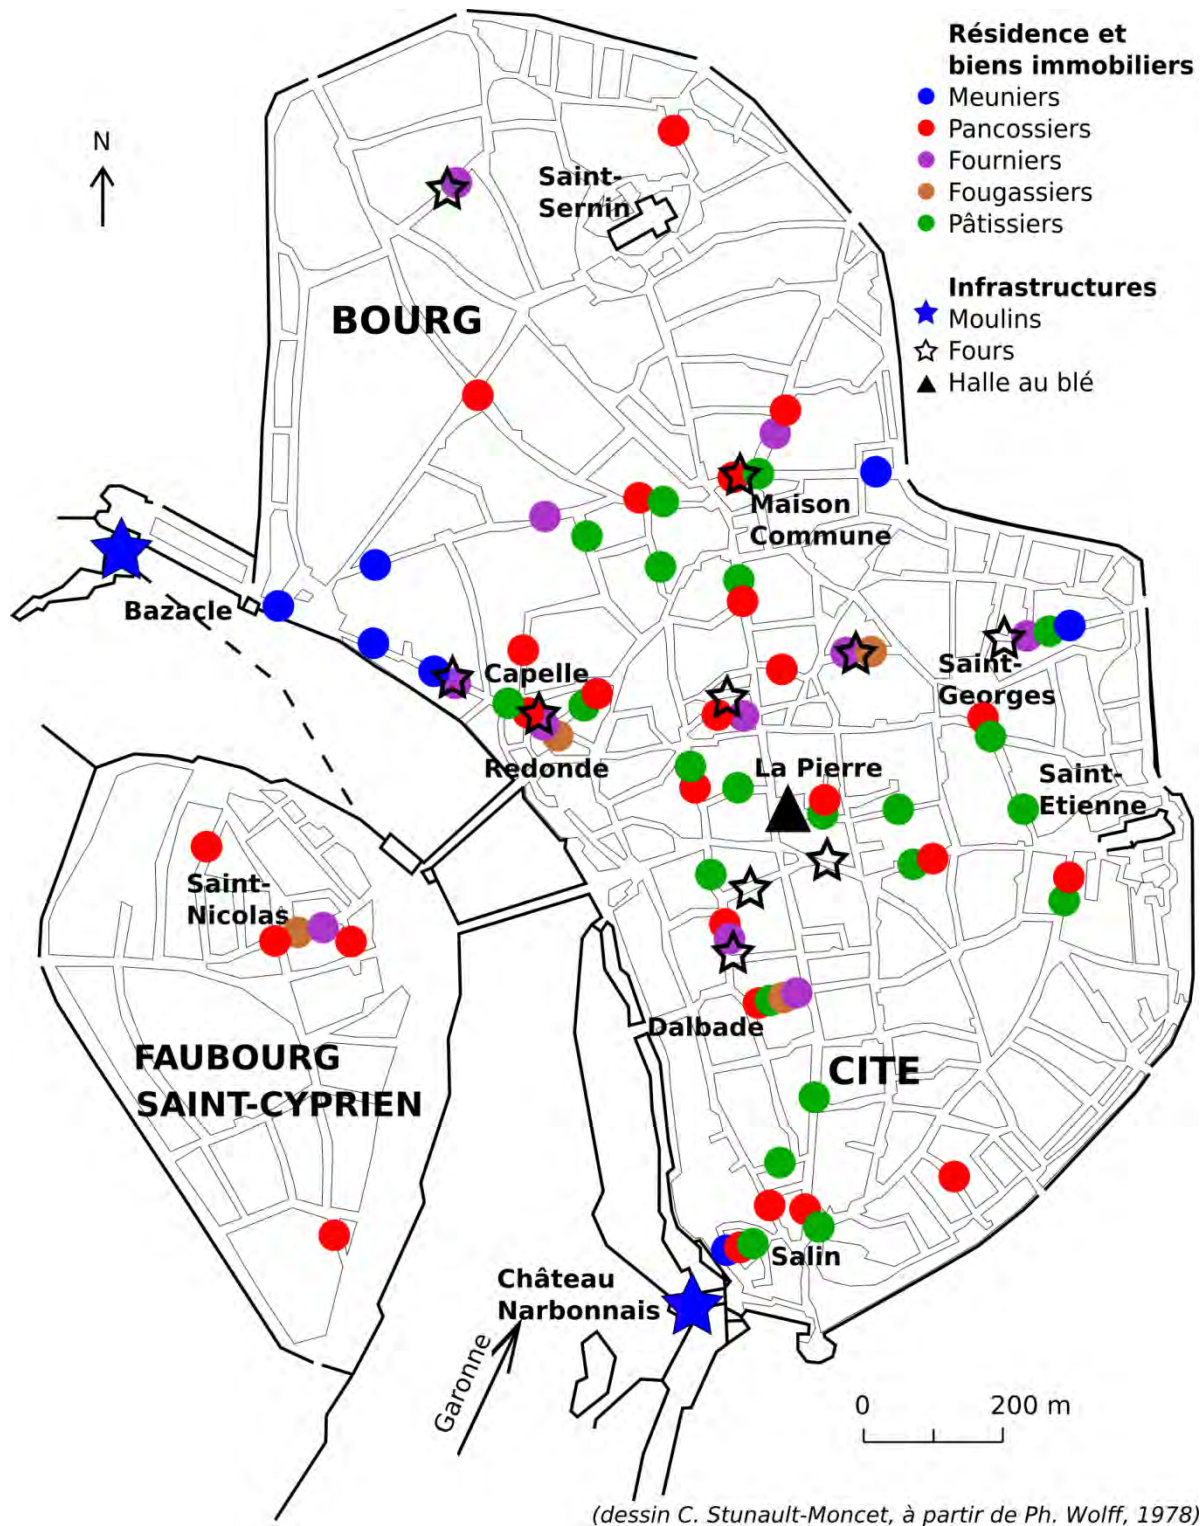 Résidence et
biens immobiliers
Meuniers
Pancossiers
Fourniers
Fougassiers
Pâtissiers
Infrastructures
Moulins
Fours
Halle au blé
N
Saint-
Sernin
BOURG
Maison
Commune
Bazacle
Capelle
Saint-
Georges
Redonde
La Pierre
Saint-
Etienne
Saint-
Nicolas
Dalbade
FAUBOURG
SAINT-CYPRIEN
CITE
Salin
Château
Narbonnais
Garonne
0 200 m
(dessin C. Stunault-Moncet, à partir de Ph. Wolff, 1978)